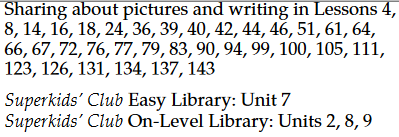 Sharing about pictures and writing in Lessons 4,
8, 14, 16, 18, 24, 36, 39, 40, 42, 44, 46, 51, 61, 64,
66, 67, 72, 76, 77, 79, 83, 90, 94, 99, 100, 105, 111,
123, 126, 131, 134, 137, 143
Superkids' Club Easy Library: Unit 7
Superkids' Club On-Level Library: Units 2, 8, 9